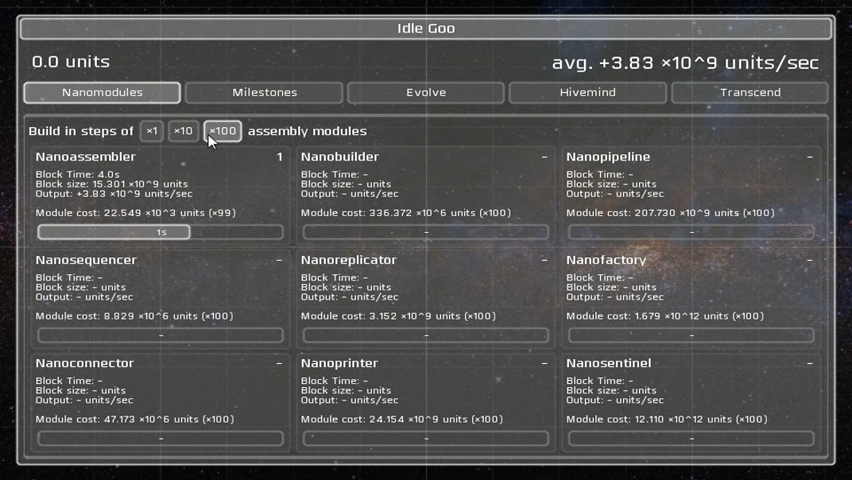 Idle Goo
0.0 units
avg. +3.83 ×10^9 units/sec
Nanomodules
Milestones
Evolve
Hivemind
Transcend
Build in steps of ×1 ×10 ×100 assembly modules
Nanoassembler 1
Block Time: 4.0s
Block size: 15.301 ×10^9 units
Output: +3.83 ×10^9 units/sec
Module cost: 22.549 ×10^3 units (×99)
1s
Nanobuilder -
Block Time: -
Block size: - units
Output: - units/sec
Module cost: 336.372 ×10^6 units (×100)
-
Nanopipeline -
Block Time: -
Block size: - units
Output: - units/sec
Module cost: 207.730 ×10^9 units (×100)
-
Nanosequencer -
Block Time: -
Block size: - units
Output: - units/sec
Module cost: 8.829 ×10^6 units (×100)
-
Nanoreplicator -
Block Time: -
Block size: - units
Output: - units/sec
Module cost: 3.152 ×10^9 units (×100)
-
Nanofactory -
Block Time: -
Block size: - units
Output: - units/sec
Module cost: 1.679 ×10^12 units (×100)
-
Nanoconnector -
Block Time: -
Block size: - units
Output: - units/sec
Module cost: 47.173 ×10^6 units (×100)
-
Nanoprinter -
Block Time: -
Block size: - units
Output: - units/sec
Module cost: 24.154 ×10^9 units (×100)
-
Nanosentinel -
Block Time: -
Block size: - units
Output: - units/sec
Module cost: 12.110 ×10^12 units (×100)
-